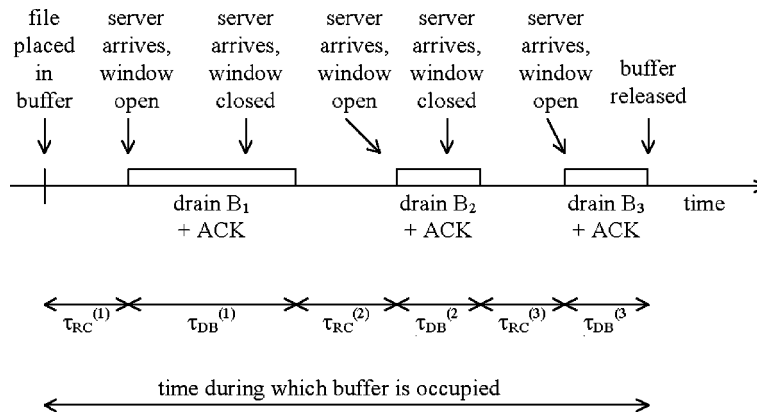 file placed in buffer
server arrives, window open
server arrives, window closed
server arrives, window open
server arrives, window closed
server arrives, window open
buffer released
drain B₁ + ACK
drain B₂ + ACK
drain B₃ + ACK
time
τRC⁽¹⁾
τDB⁽¹⁾
τRC⁽²⁾
τDB⁽²
τRC⁽³⁾
τDB⁽³
time during which buffer is occupied